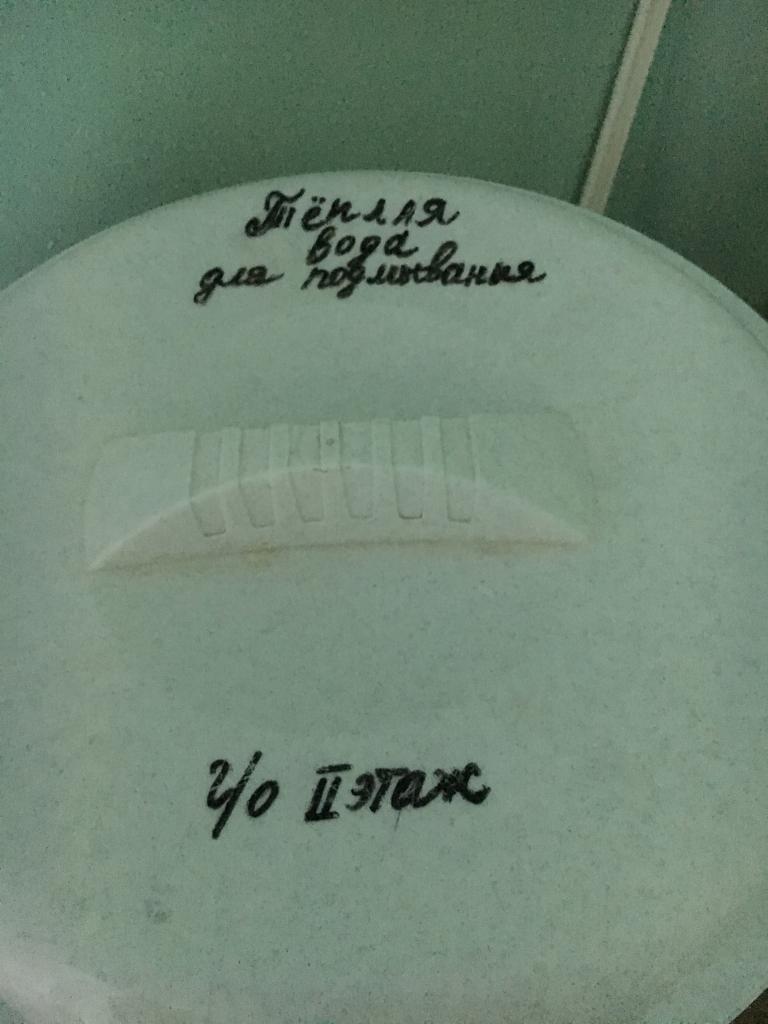 Тёплая
вода
для подмывания
г/о II этаж